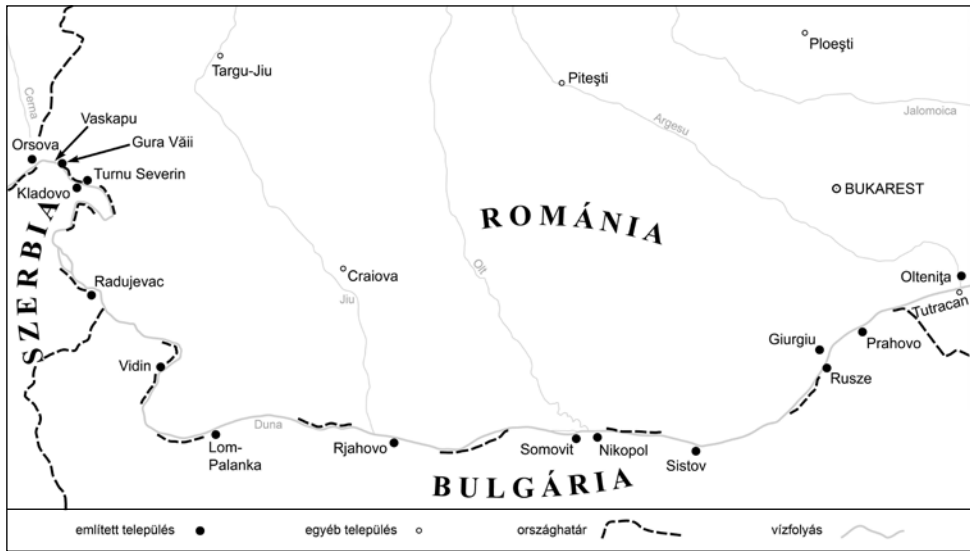 Ploeşti
Targu-Jiu
Piteşti
Cerna
Argesu
Jalomoica
Vaskapu
Orsova
Gura Văii
Turnu Severin
Kladovo
BUKAREST
ROMÁNIA
SZERBIA
Craiova
Olt
Olteniţa
Radujevac
Jiu
Tutracan
Giurgiu
Prahovo
Vidin
Rusze
Duna
Lom-
Palanka
Rjahovo
Somovit
Nikopol
Sistov
BULGÁRIA
említett település
egyéb település
országhatár
vízfolyás